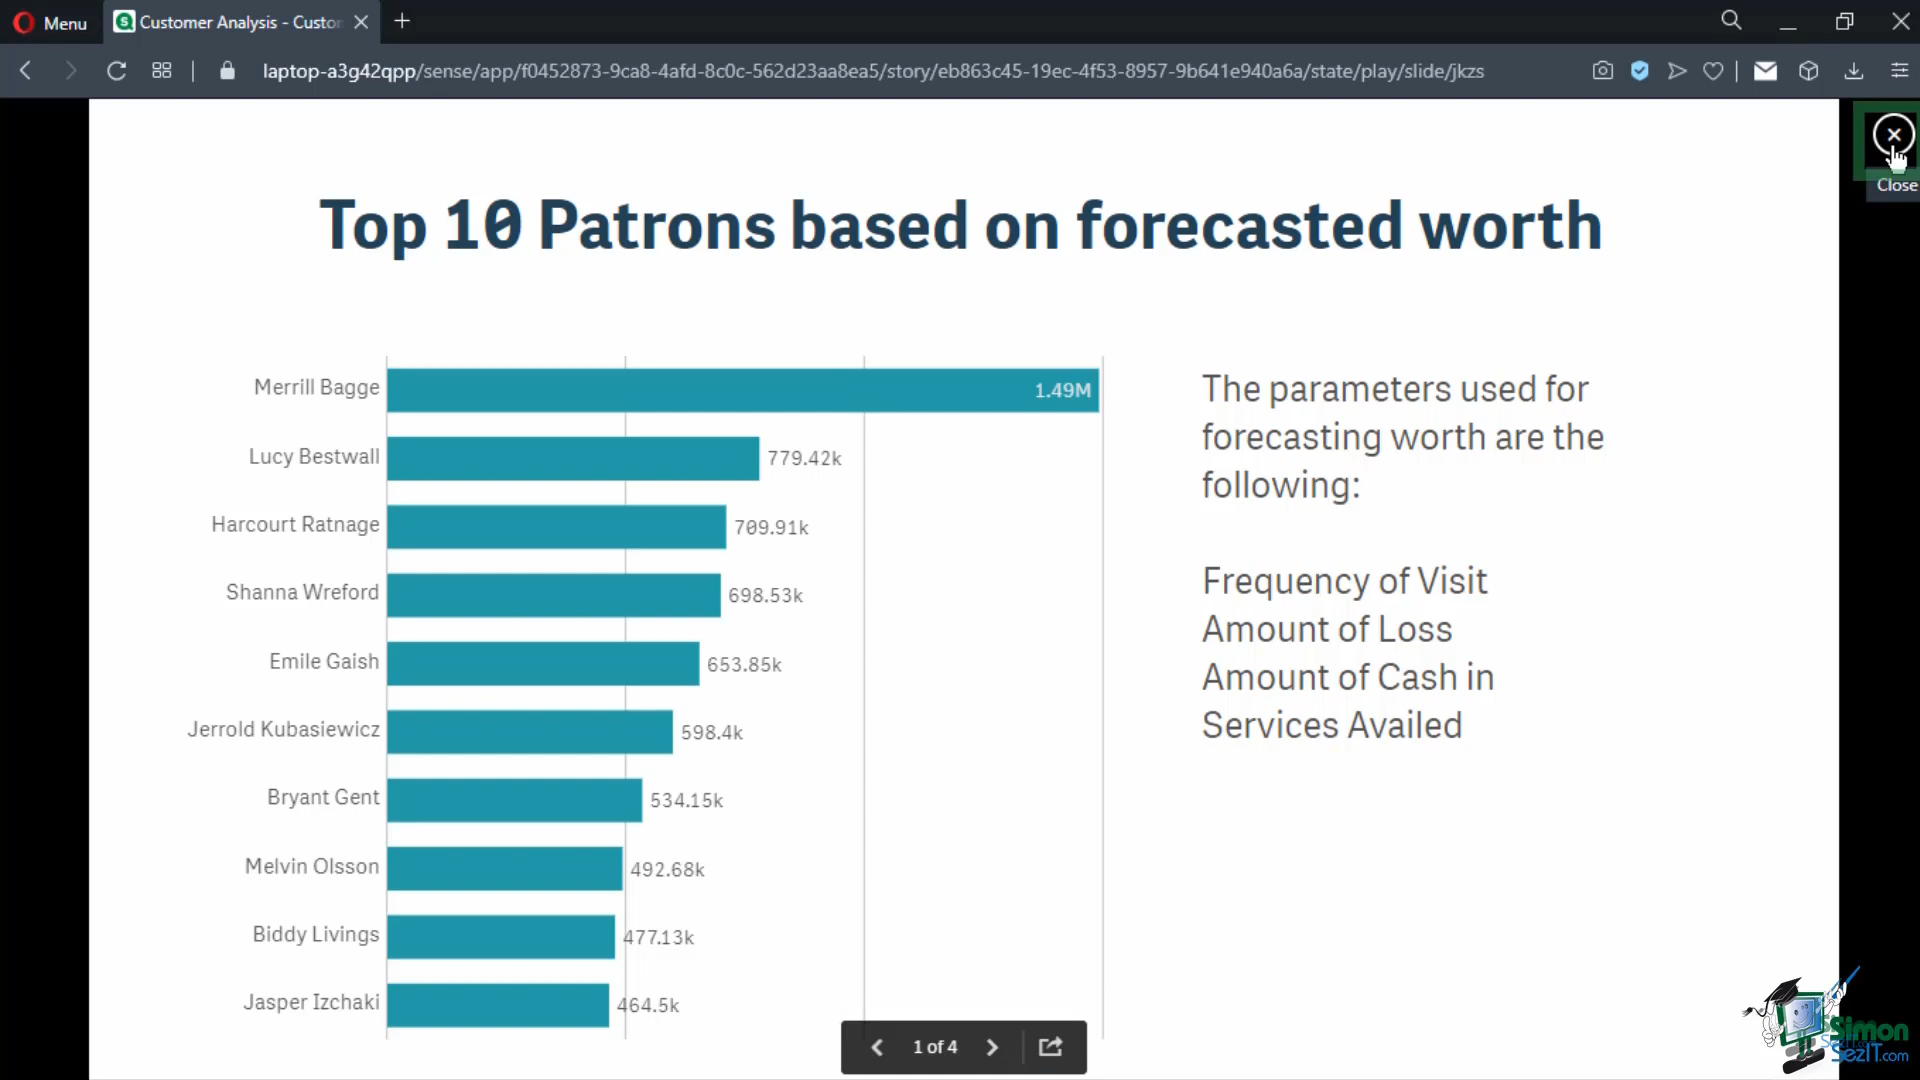 Menu
Customer Analysis - Custor
laptop-a3g42qpp/sense/app/f0452873-9ca8-4afd-8c0c-562d23aa8ea5/story/eb863c45-19ec-4f53-8957-9b641e940a6a/state/play/slide/jkzs
Close
Top 10 Patrons based on forecasted worth
Merrill Bagge 1.49M
Lucy Bestwall 779.42k
Harcourt Ratnage 709.91k
Shanna Wreford 698.53k
Emile Gaish 653.85k
Jerrold Kubasiewicz 598.4k
Bryant Gent 534.15k
Melvin Olsson 492.68k
Biddy Livings 477.13k
Jasper Izchaki 464.5k
The parameters used for
forecasting worth are the
following:
Frequency of Visit
Amount of Loss
Amount of Cash in
Services Availed
1 of 4
Simon
SezIT.com